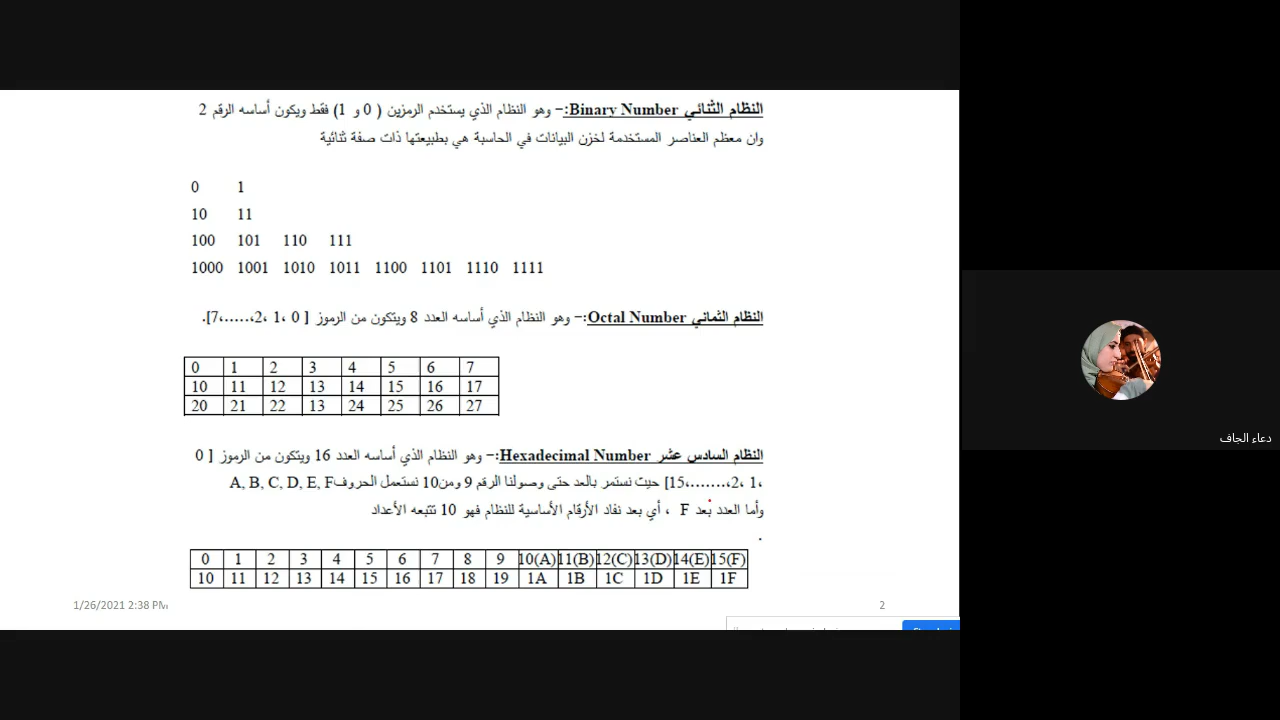 النظام الثنائي Binary Number:- وهو النظام الذي يستخدم الرمزين ( 0 و 1) فقط ويكون أساسه الرقم 2
وان معظم العناصر المستخدمة لخزن البيانات في الحاسبة هي بطبيعتها ذات صفة ثنائية
0 1
10 11
100 101 110 111
1000 1001 1010 1011 1100 1101 1110 1111
النظام الثماني Octal Number:- وهو النظام الذي أساسه العدد 8 ويتكون من الرموز [ 0 ،1 ،2،......،7].
0 1 2 3 4 5 6 7
10 11 12 13 14 15 16 17
20 21 22 13 24 25 26 27
النظام السادس عشر Hexadecimal Number:- وهو النظام الذي أساسه العدد 16 ويتكون من الرموز [ 0
،1 ،2،.......،15] حيث نستمر بالعد حتى وصولنا الرقم 9 ومن10 نستعمل الحروفA, B, C, D, E, F
وأما العدد بعد F ، أي بعد نفاد الأرقام الأساسية للنظام فهو 10 تتبعه الأعداد
.
0 1 2 3 4 5 6 7 8 9 10(A) 11(B) 12(C) 13(D) 14(E) 15(F)
10 11 12 13 14 15 16 17 18 19 1A 1B 1C 1D 1E 1F
1/26/2021 2:38 PM
2
دعاء الجاف